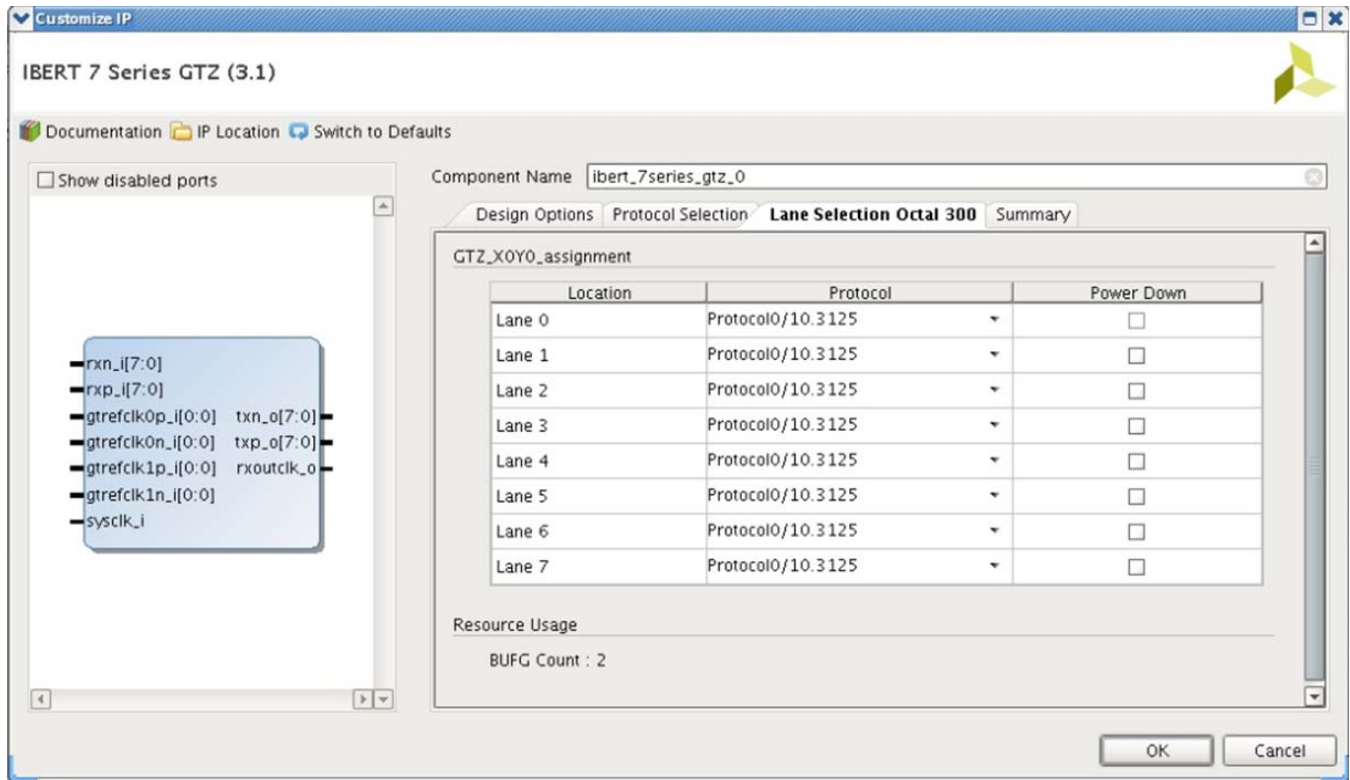 Customize IP
IBERT 7 Series GTZ (3.1)
Documentation IP Location Switch to Defaults
Show disabled ports
rxn_i[7:0]
rxp_i[7:0]
gtrefclk0p_i[0:0] txn_o[7:0]
gtrefclk0n_i[0:0] txp_o[7:0]
gtrefclk1p_i[0:0] rxoutclk_o
gtrefclk1n_i[0:0]
sysclk_i
Component Name ibert_7series_gtz_0
Design Options Protocol Selection Lane Selection Octal 300 Summary
GTZ_X0Y0_assignment
Location Protocol Power Down
Lane 0 Protocol0/10.3125
Lane 1 Protocol0/10.3125
Lane 2 Protocol0/10.3125
Lane 3 Protocol0/10.3125
Lane 4 Protocol0/10.3125
Lane 5 Protocol0/10.3125
Lane 6 Protocol0/10.3125
Lane 7 Protocol0/10.3125
Resource Usage
BUFG Count : 2
OK Cancel